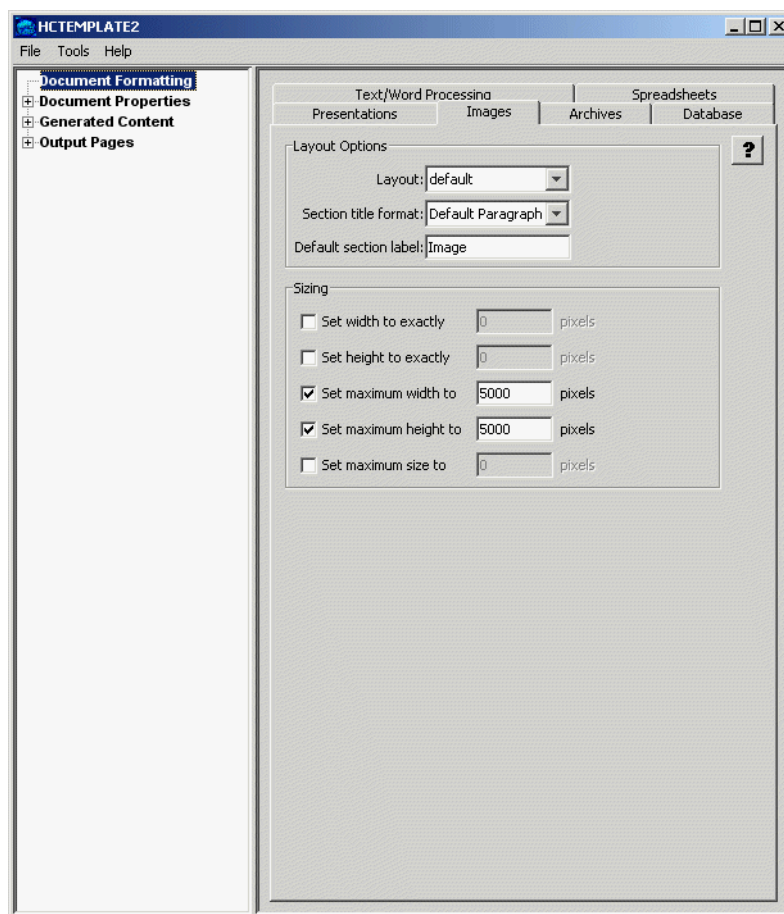 HCTEMPLATE2
File Tools Help
Document Formatting
Document Properties
Generated Content
Output Pages
Text/Word Processing Spreadsheets
Presentations Images Archives Database
Layout Options
?
Layout: default
Section title format: Default Paragraph
Default section label: Image
Sizing
Set width to exactly 0 pixels
Set height to exactly 0 pixels
Set maximum width to 5000 pixels
Set maximum height to 5000 pixels
Set maximum size to 0 pixels